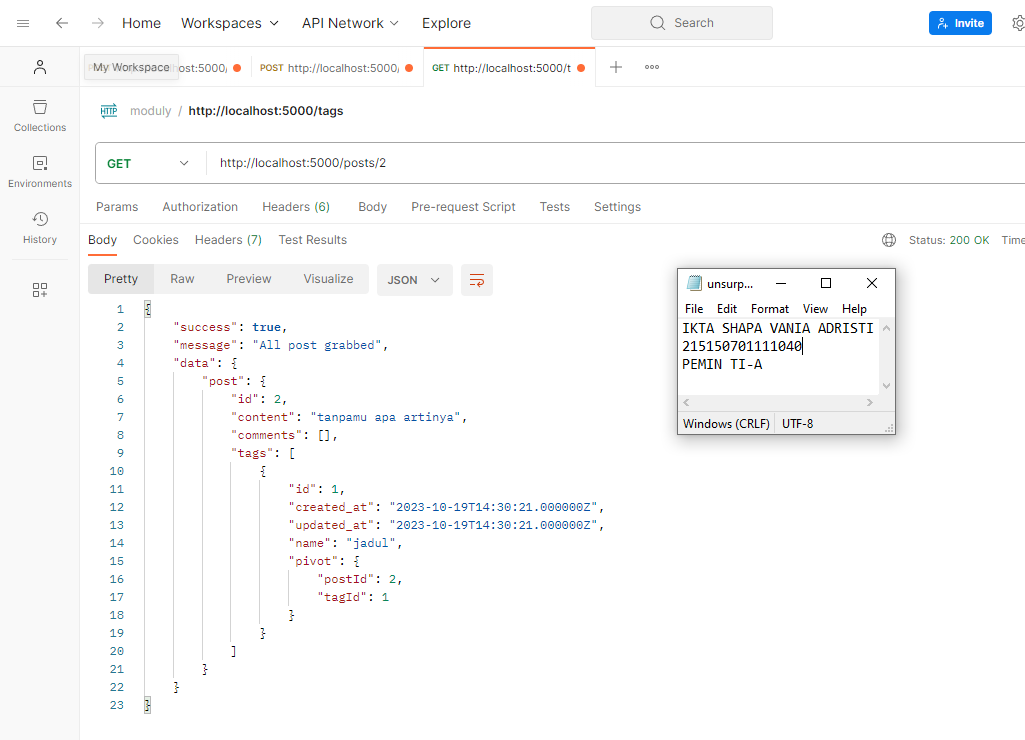 Home Workspaces API Network Explore Search Invite
My Workspace ost:5000/ POST http://localhost:5000/ GET http://localhost:5000/t
Collections
Environments
History
HTTP moduly / http://localhost:5000/tags
GET http://localhost:5000/posts/2
Params Authorization Headers (6) Body Pre-request Script Tests Settings
Body Cookies Headers (7) Test Results Status: 200 OK Time
Pretty Raw Preview Visualize JSON
1 {
2 "success": true,
3 "message": "All post grabbed",
4 "data": {
5 "post": {
6 "id": 2,
7 "content": "tanpamu apa artinya",
8 "comments": [],
9 "tags": [
10 {
11 "id": 1,
12 "created_at": "2023-10-19T14:30:21.000000Z",
13 "updated_at": "2023-10-19T14:30:21.000000Z",
14 "name": "jadul",
15 "pivot": {
16 "postId": 2,
17 "tagId": 1
18 }
19 }
20 ]
21 }
22 }
23 }
unsurp...
File Edit Format View Help
IKTA SHAPA VANIA ADRISTI
215150701111040
PEMIN TI-A
Windows (CRLF) UTF-8